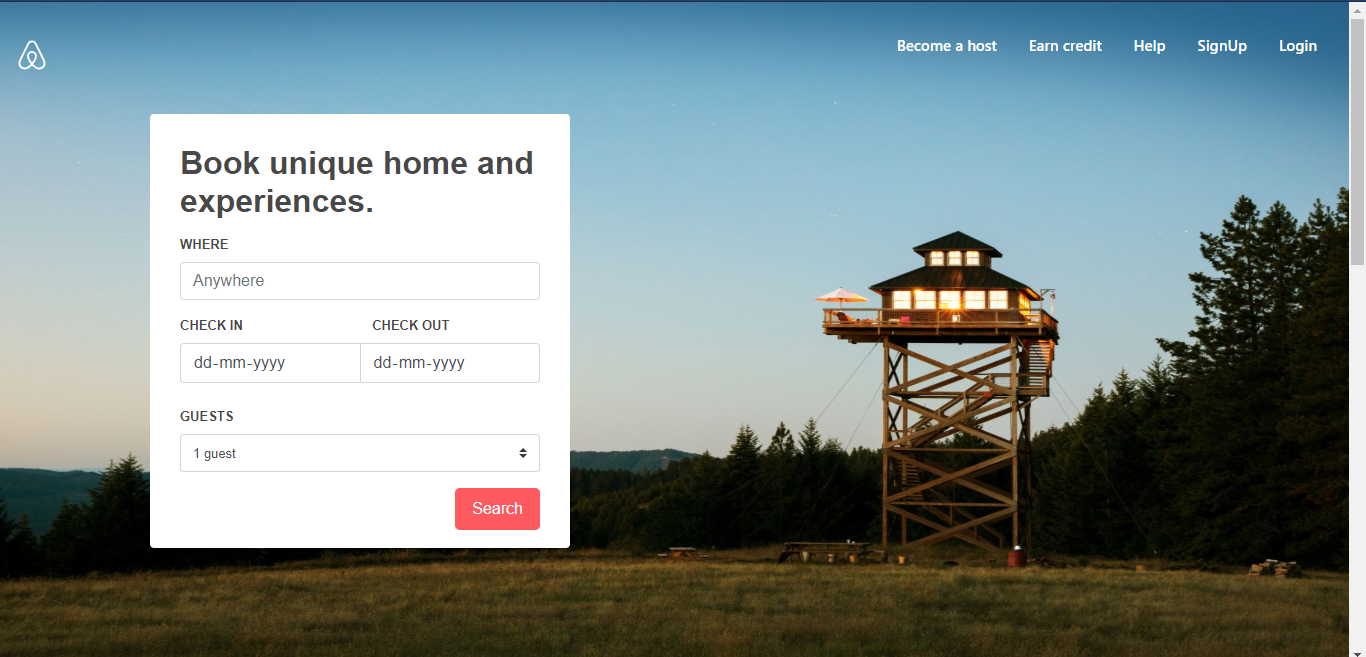 Become a host Earn credit Help SignUp Login
Book unique home and
experiences.
WHERE
Anywhere
CHECK IN CHECK OUT
dd-mm-yyyy dd-mm-yyyy
GUESTS
1 guest
Search